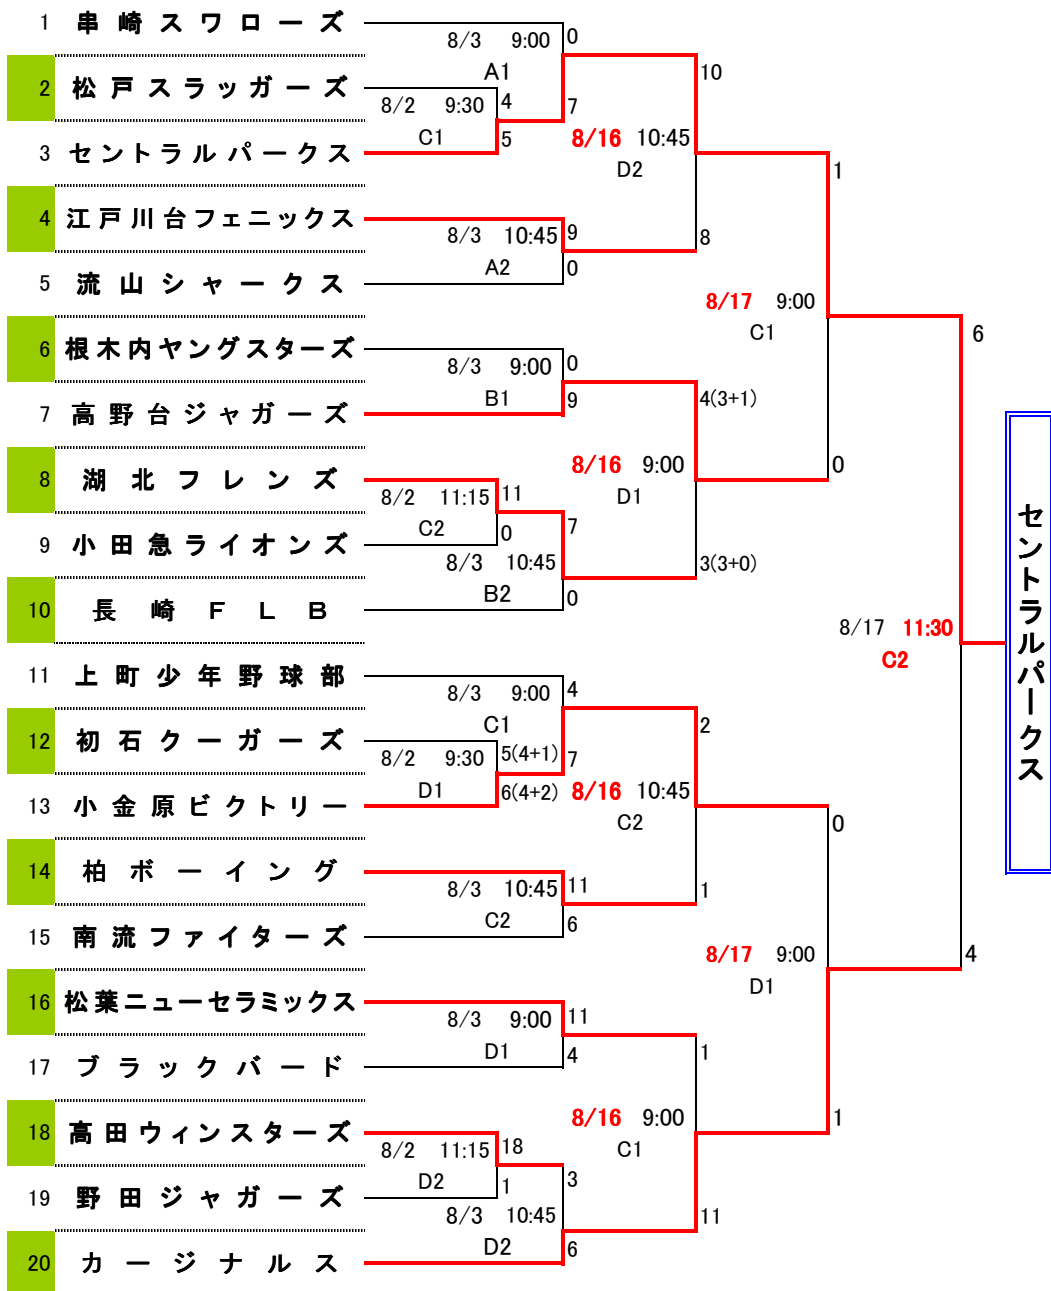 1 串崎スワローズ
8/3 9:00
0
A1
10
2 松戸スラッガーズ
8/2 9:30
4
7
C1
5
8/16 10:45
3 セントラルパークス
D2
1
4 江戸川台フェニックス
8/3 10:45
9
8
A2
0
5 流山シャークス
8/17 9:00
C1
6
6 根木内ヤングスターズ
8/3 9:00
0
B1
9
4(3+1)
7 高野台ジャガーズ
8/16 9:00
0
8 湖北フレンズ
8/2 11:15
11
D1
C2
0
7
9 小田急ライオンズ
8/3 10:45
3(3+0)
B2
0
10 長崎FLB
8/17 11:30
C2
セントラルパークス
11 上町少年野球部
8/3 9:00
4
C1
2
12 初石クーガーズ
8/2 9:30
5(4+1)
7
D1
6(4+2)
8/16 10:45
13 小金原ビクトリー
C2
0
14 柏ボーイング
8/3 10:45
11
1
C2
6
15 南流ファイターズ
8/17 9:00
4
D1
16 松葉ニューセラミックス
8/3 9:00
11
D1
4
1
17 ブラックバード
8/16 9:00
1
18 高田ウィンスターズ
8/2 11:15
18
C1
D2
1
3
19 野田ジャガーズ
8/3 10:45
11
D2
6
20 カージナルス